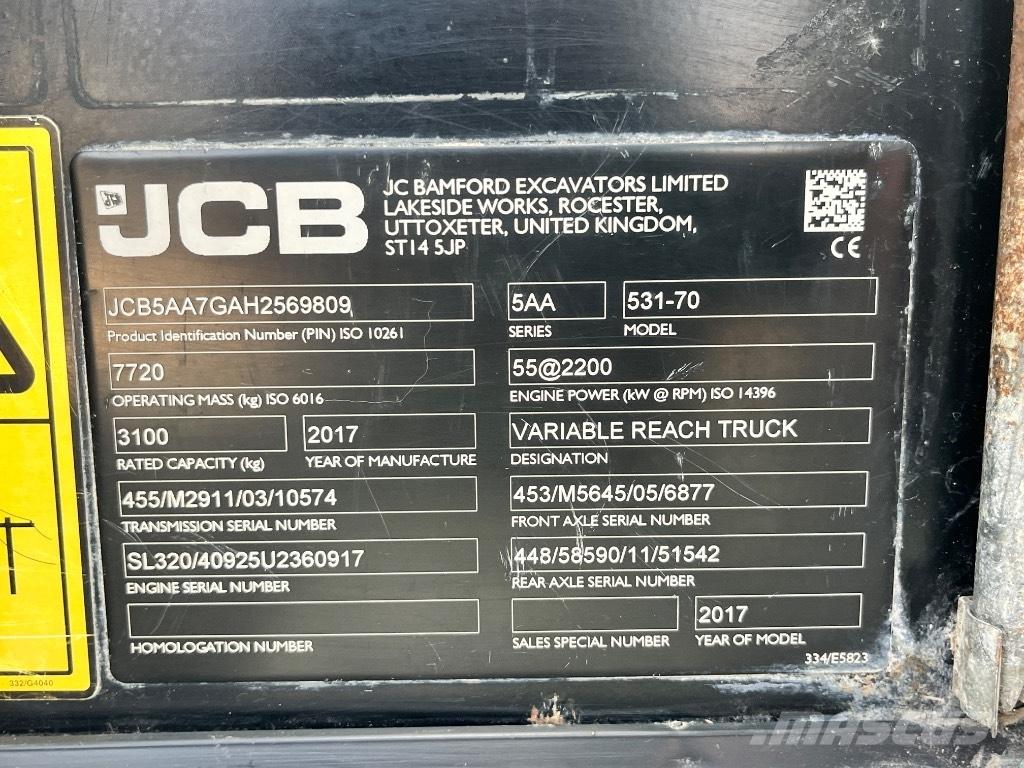 JCB
JC BAMFORD EXCAVATORS LIMITED
LAKESIDE WORKS, ROCESTER,
UTTOXETER, UNITED KINGDOM,
ST14 5JP
CE
JCB5AA7GAH2569809
Product Identification Number (PIN) ISO 10261
5AA
SERIES
531-70
MODEL
7720
OPERATING MASS (kg) ISO 6016
55@2200
ENGINE POWER (kW @ RPM) ISO 14396
3100
RATED CAPACITY (kg)
2017
YEAR OF MANUFACTURE
VARIABLE REACH TRUCK
DESIGNATION
455/M2911/03/10574
TRANSMISSION SERIAL NUMBER
453/M5645/05/6877
FRONT AXLE SERIAL NUMBER
SL320/40925U2360917
ENGINE SERIAL NUMBER
448/58590/11/51542
REAR AXLE SERIAL NUMBER
HOMOLOGATION NUMBER
SALES SPECIAL NUMBER
2017
YEAR OF MODEL
334/E5823
332/G4040
MASCUS